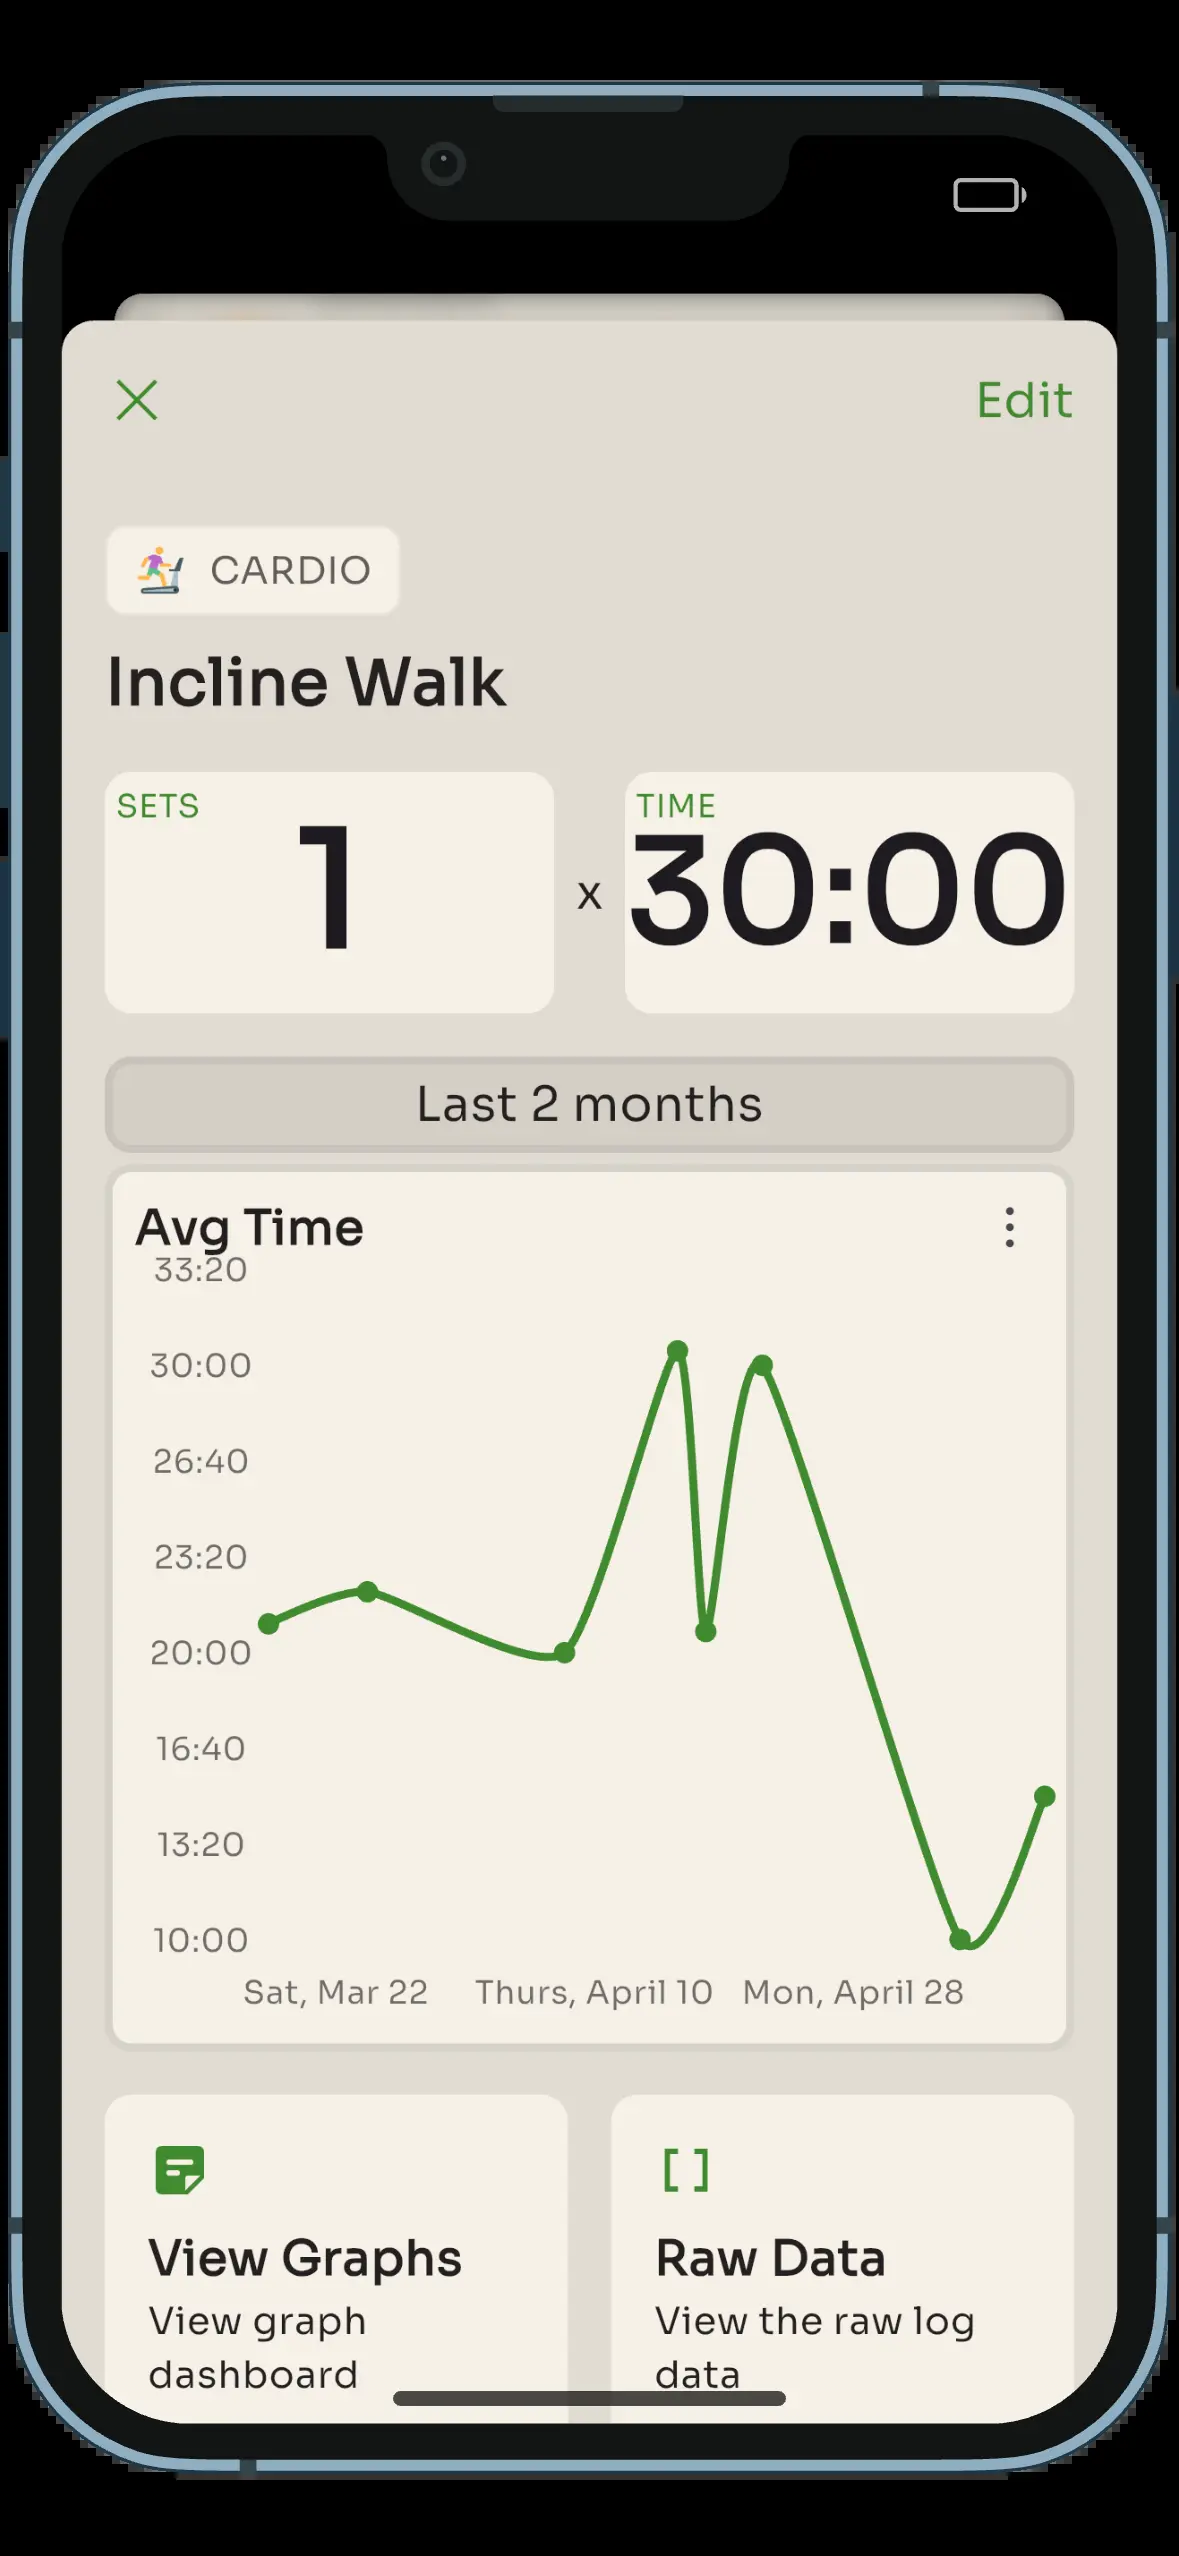 Edit
CARDIO
Incline Walk
SETS
1
x
TIME
30:00
Last 2 months
Avg Time
33:20
30:00
26:40
23:20
20:00
16:40
13:20
10:00
Sat, Mar 22 Thurs, April 10 Mon, April 28
View Graphs
View graph
dashboard
Raw Data
View the raw log
data